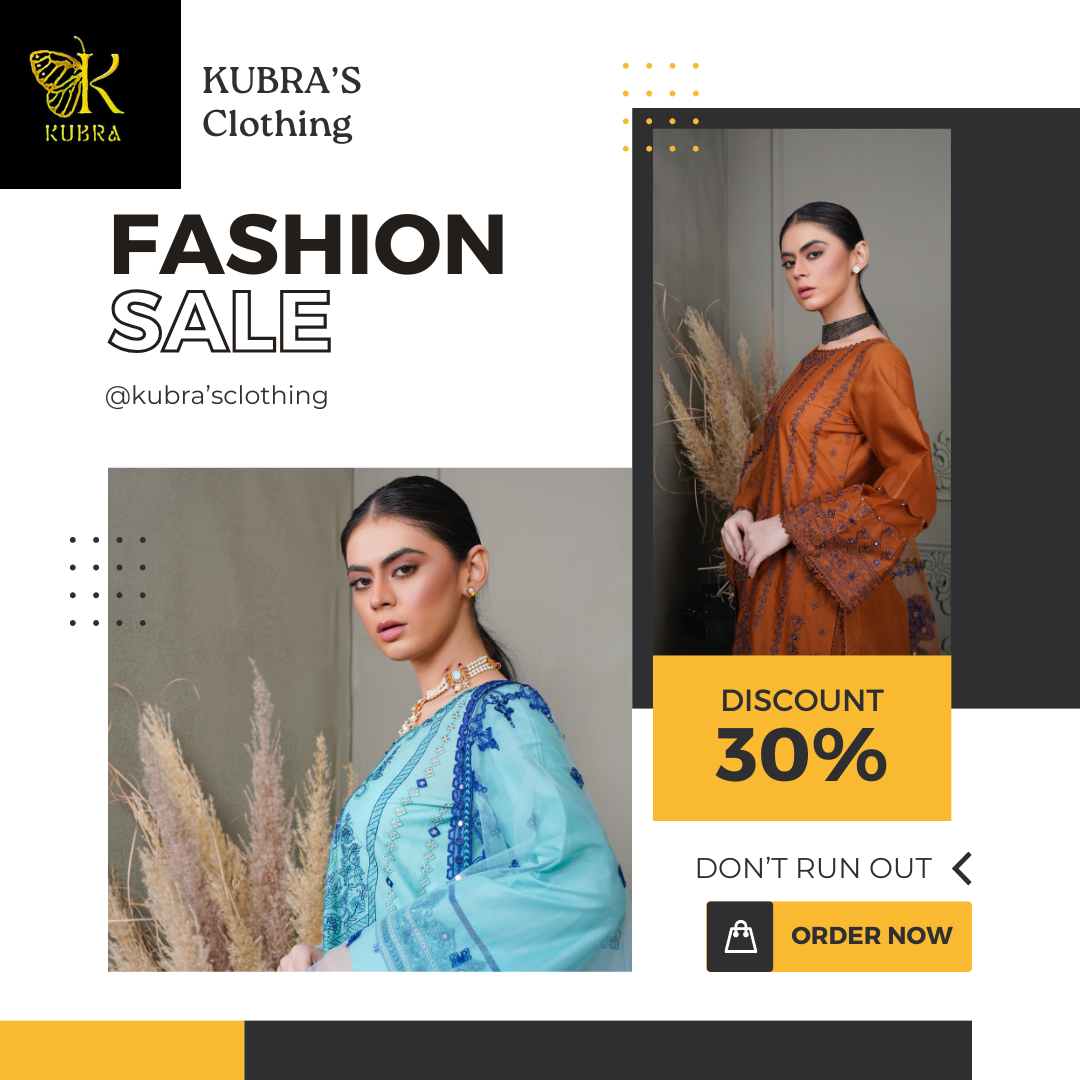 KUBRA
KUBRA’S
Clothing
FASHION
SALE
@kubra’sclothing
DISCOUNT
30%
DON’T RUN OUT
ORDER NOW